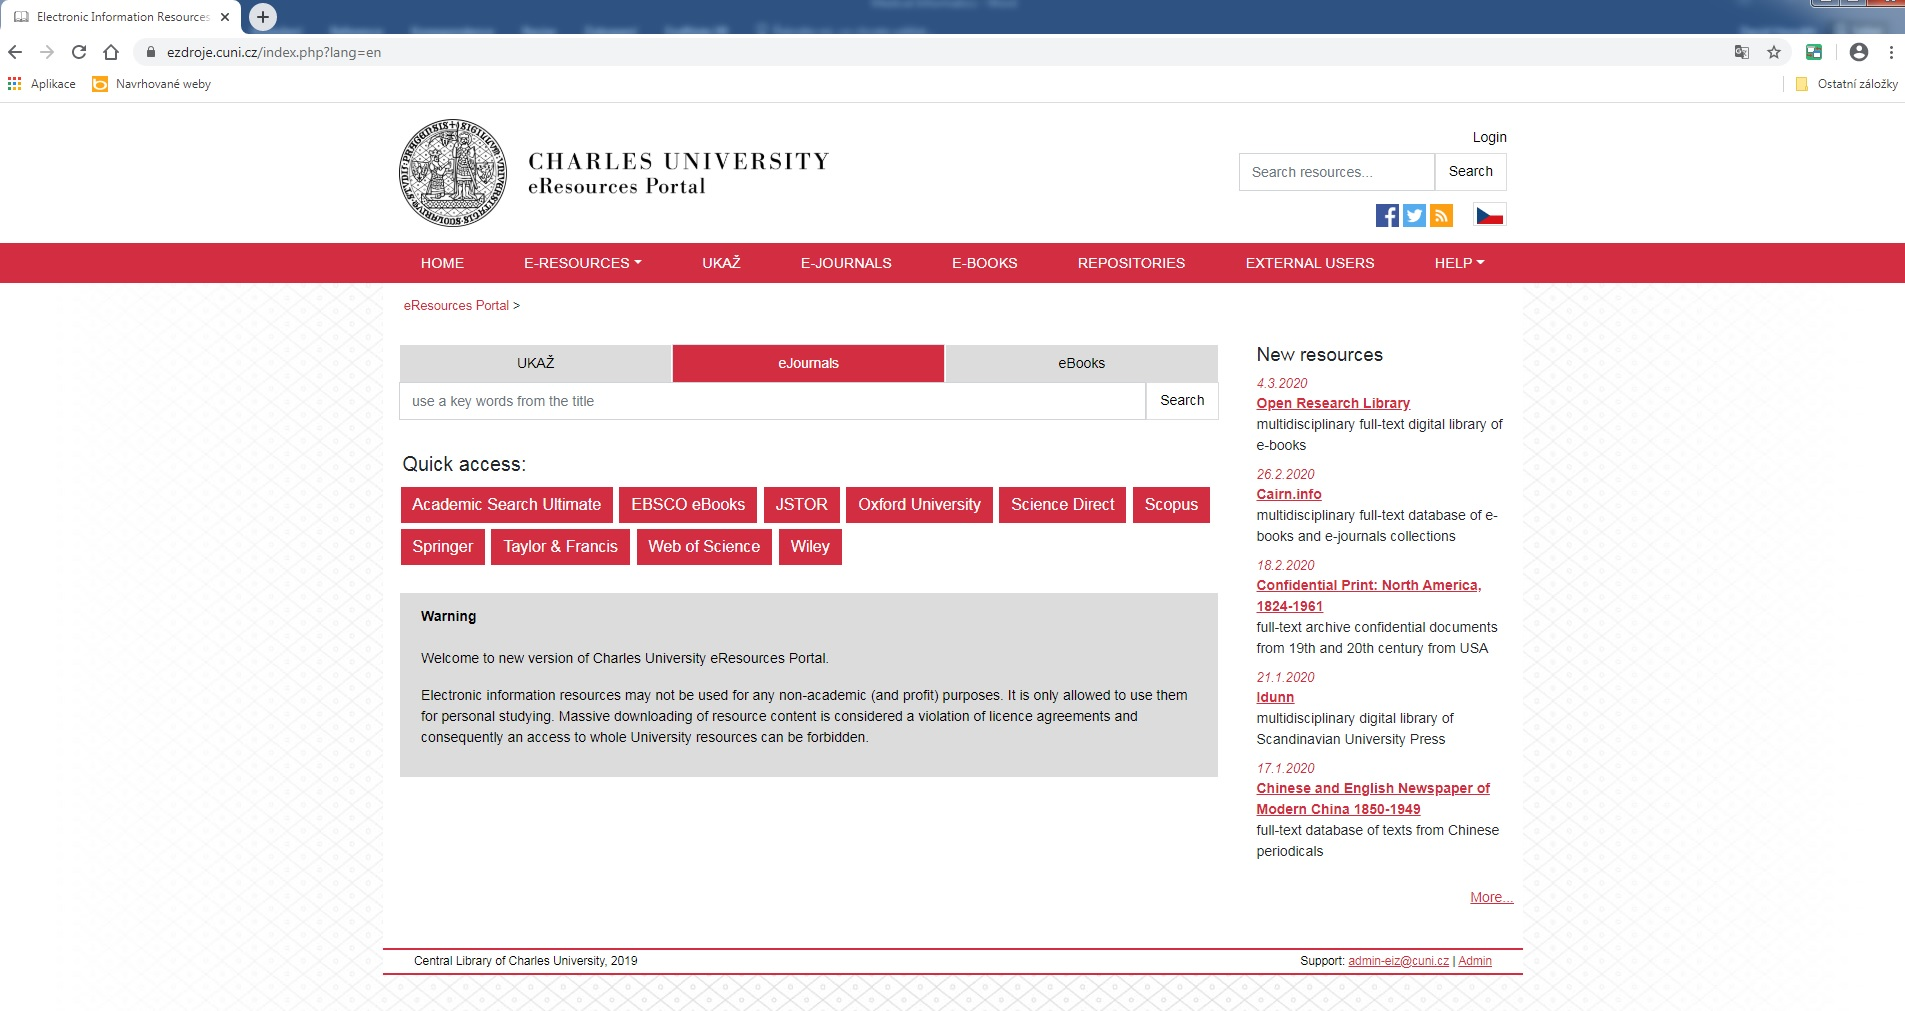 Electronic Information Resources
ezdroje.cuni.cz/index.php?lang=en
Aplikace
Navrhované weby
Ostatní záložky
CHARLES UNIVERSITY
eResources Portal
Login
Search resources...
Search
HOME
E-RESOURCES
UKAŽ
E-JOURNALS
E-BOOKS
REPOSITORIES
EXTERNAL USERS
HELP
eResources Portal >
UKAŽ
eJournals
eBooks
use a key words from the title
Search
Quick access:
Academic Search Ultimate
EBSCO eBooks
JSTOR
Oxford University
Science Direct
Scopus
Springer
Taylor & Francis
Web of Science
Wiley
Warning
Welcome to new version of Charles University eResources Portal.
Electronic information resources may not be used for any non-academic (and profit) purposes. It is only allowed to use them
for personal studying. Massive downloading of resource content is considered a violation of licence agreements and
consequently an access to whole University resources can be forbidden.
New resources
4.3.2020
Open Research Library
multidisciplinary full-text digital library of
e-books
26.2.2020
Cairn.info
multidisciplinary full-text database of e-
books and e-journals collections
18.2.2020
Confidential Print: North America,
1824-1961
full-text archive confidential documents
from 19th and 20th century from USA
21.1.2020
Idunn
multidisciplinary digital library of
Scandinavian University Press
17.1.2020
Chinese and English Newspaper of
Modern China 1850-1949
full-text database of texts from Chinese
periodicals
More...
Central Library of Charles University, 2019
Support: admin-eiz@cuni.cz | Admin